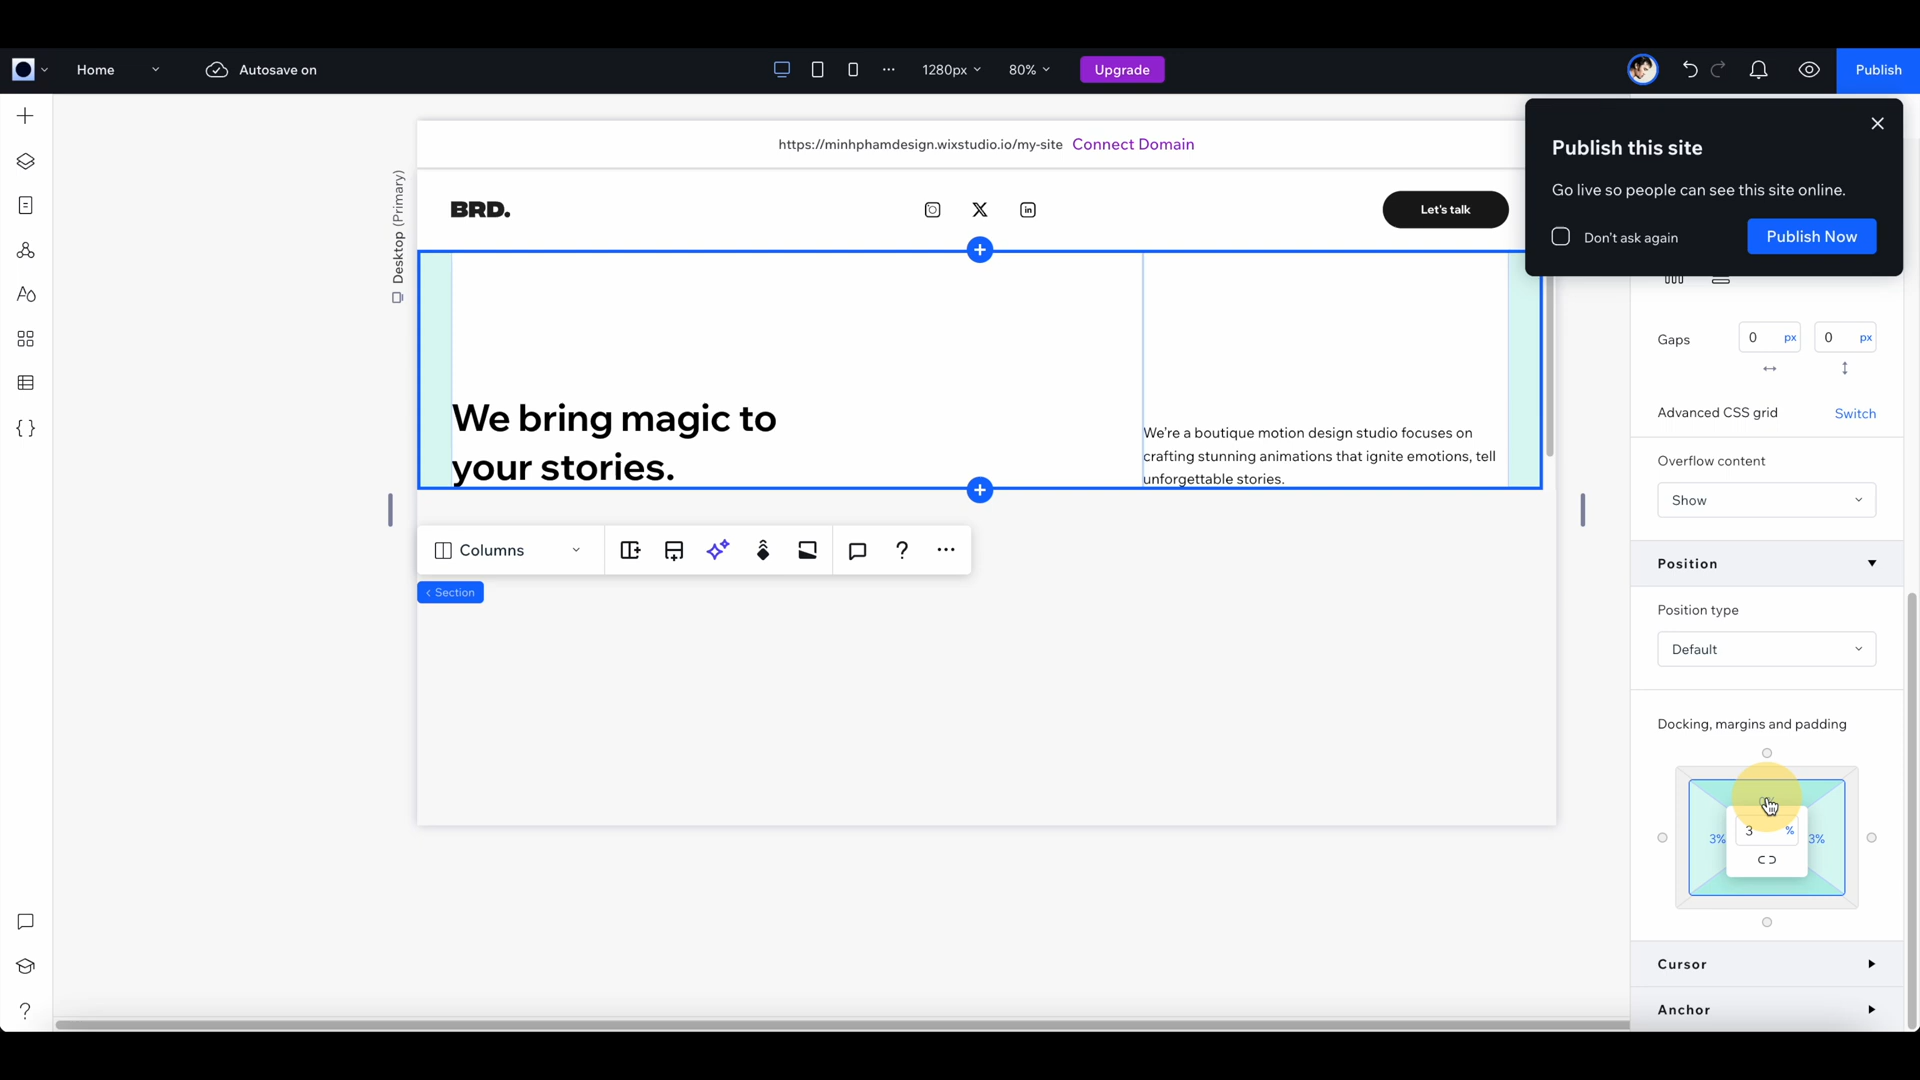 Home
Autosave on
1280px
80%
Upgrade
Publish
https://minhphamdesign.wixstudio.io/my-site Connect Domain
Publish this site
Go live so people can see this site online.
Don't ask again
Publish Now
Desktop (Primary)
BRD.
Let's talk
We bring magic to
your stories.
We're a boutique motion design studio focuses on
crafting stunning animations that ignite emotions, tell
unforgettable stories.
Columns
< Section
Gaps
0 px
0 px
Advanced CSS grid
Switch
Overflow content
Show
Position
Position type
Default
Docking, margins and padding
3%
3 %
3%
Cursor
Anchor